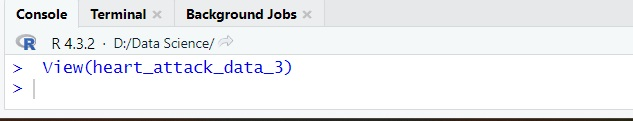 Console Terminal Background Jobs
R R 4.3.2 · D:/Data Science/
> View(heart_attack_data_3)
>